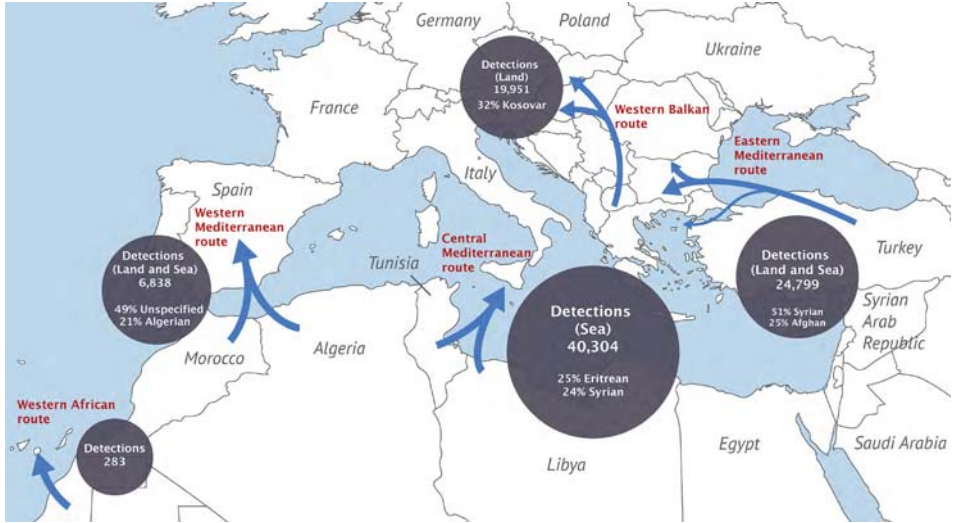 Germany
Poland
Ukraine
France
Detections
(Land)
19,951
32% Kosovar
Western Balkan
route
Eastern
Mediterranean
route
Italy
Spain
Western
Mediterranean
route
Central
Mediterranean
route
Tunisia
Detections
(Land and Sea)
6,838
49% Unspecified
21% Algerian
Detections
(Land and Sea)
24,799
51% Syrian
25% Afghan
Turkey
Syrian
Arab
Republic
Detections
(Sea)
40,304
25% Eritrean
24% Syrian
Morocco
Algeria
Western African
route
Detections
283
Libya
Egypt
Saudi Arabia